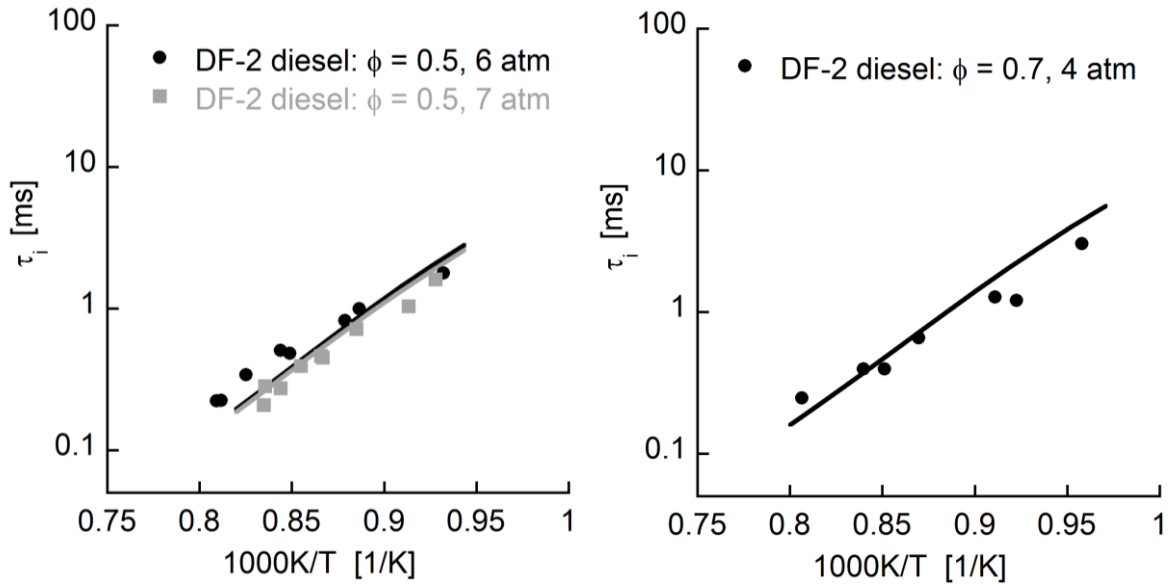 100
10
1
0.1
τi [ms]
DF-2 diesel: ϕ = 0.5, 6 atm
DF-2 diesel: ϕ = 0.5, 7 atm
0.75 0.8 0.85 0.9 0.95 1
1000K/T [1/K]
100
10
1
0.1
τi [ms]
DF-2 diesel: ϕ = 0.7, 4 atm
0.75 0.8 0.85 0.9 0.95 1
1000K/T [1/K]